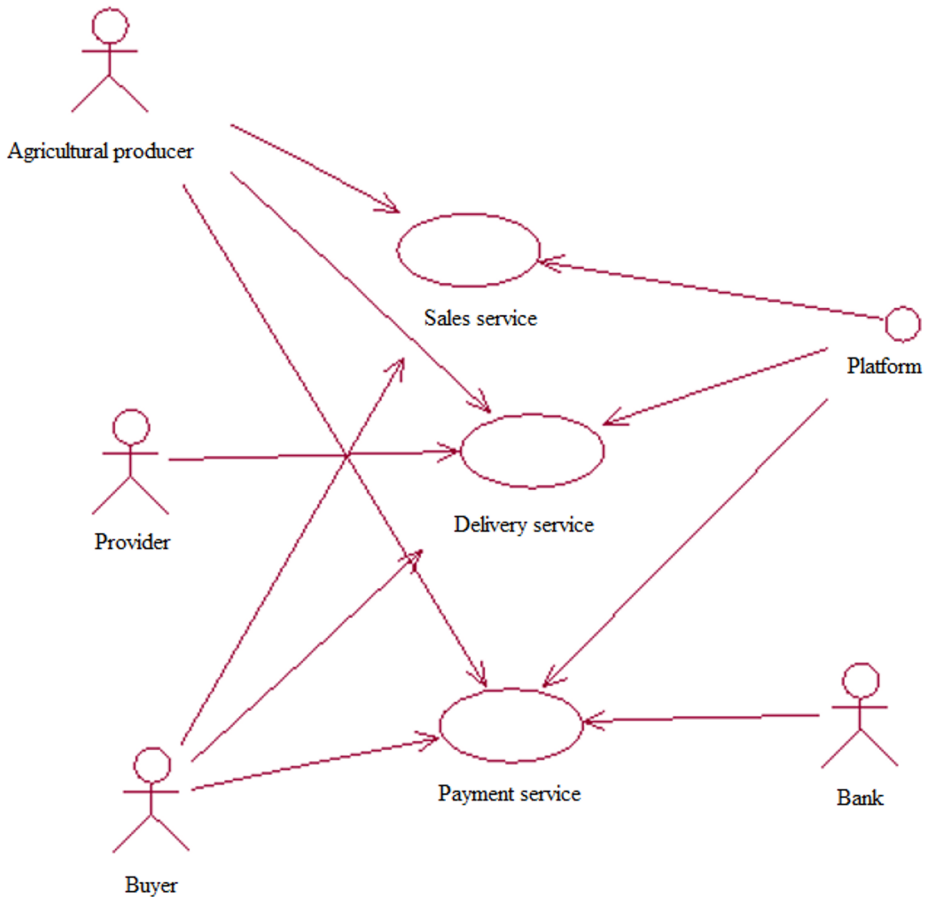 Agricultural producer
Sales service
Platform
Provider
Delivery service
Payment service
Bank
Buyer